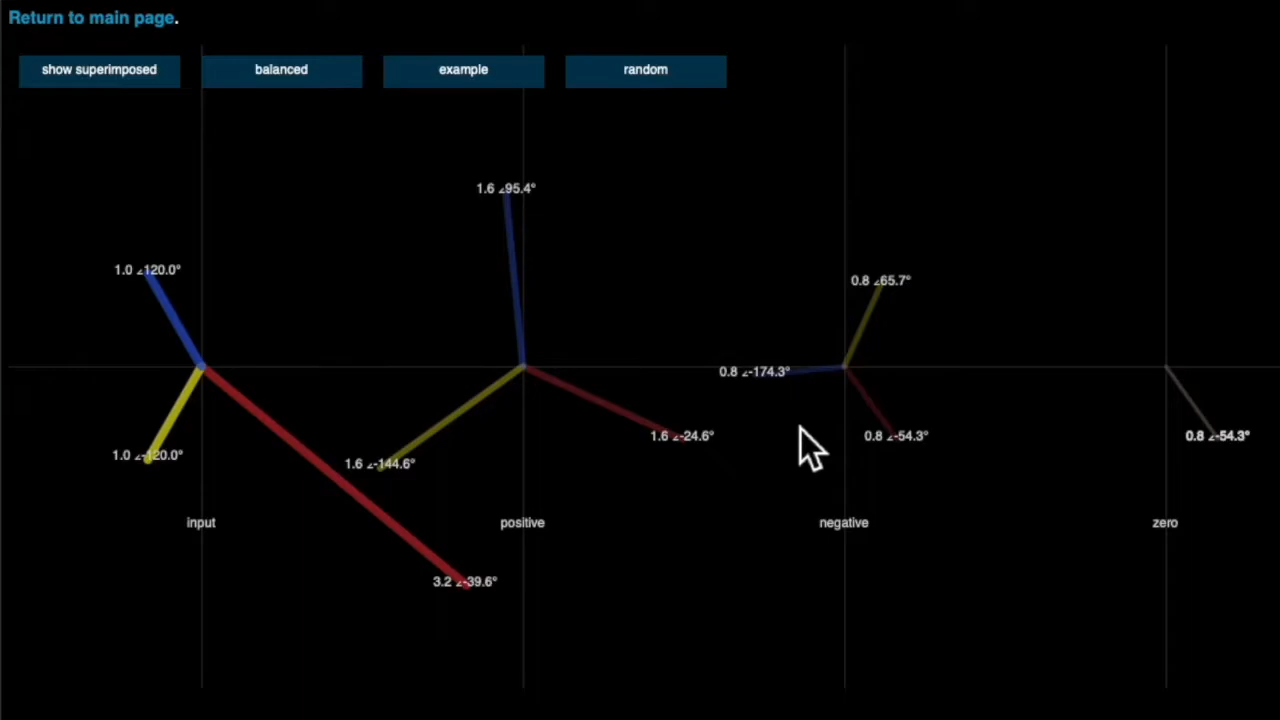 Return to main page.
show superimposed
balanced
example
random
1.6 ∠95.4°
1.0 ∠120.0°
0.8 ∠65.7°
0.8 ∠-174.3°
1.6 ∠-24.6°
0.8 ∠-54.3°
0.8 ∠-54.3°
1.0 ∠-120.0°
1.6 ∠-144.6°
input
positive
negative
zero
3.2 ∠-39.6°